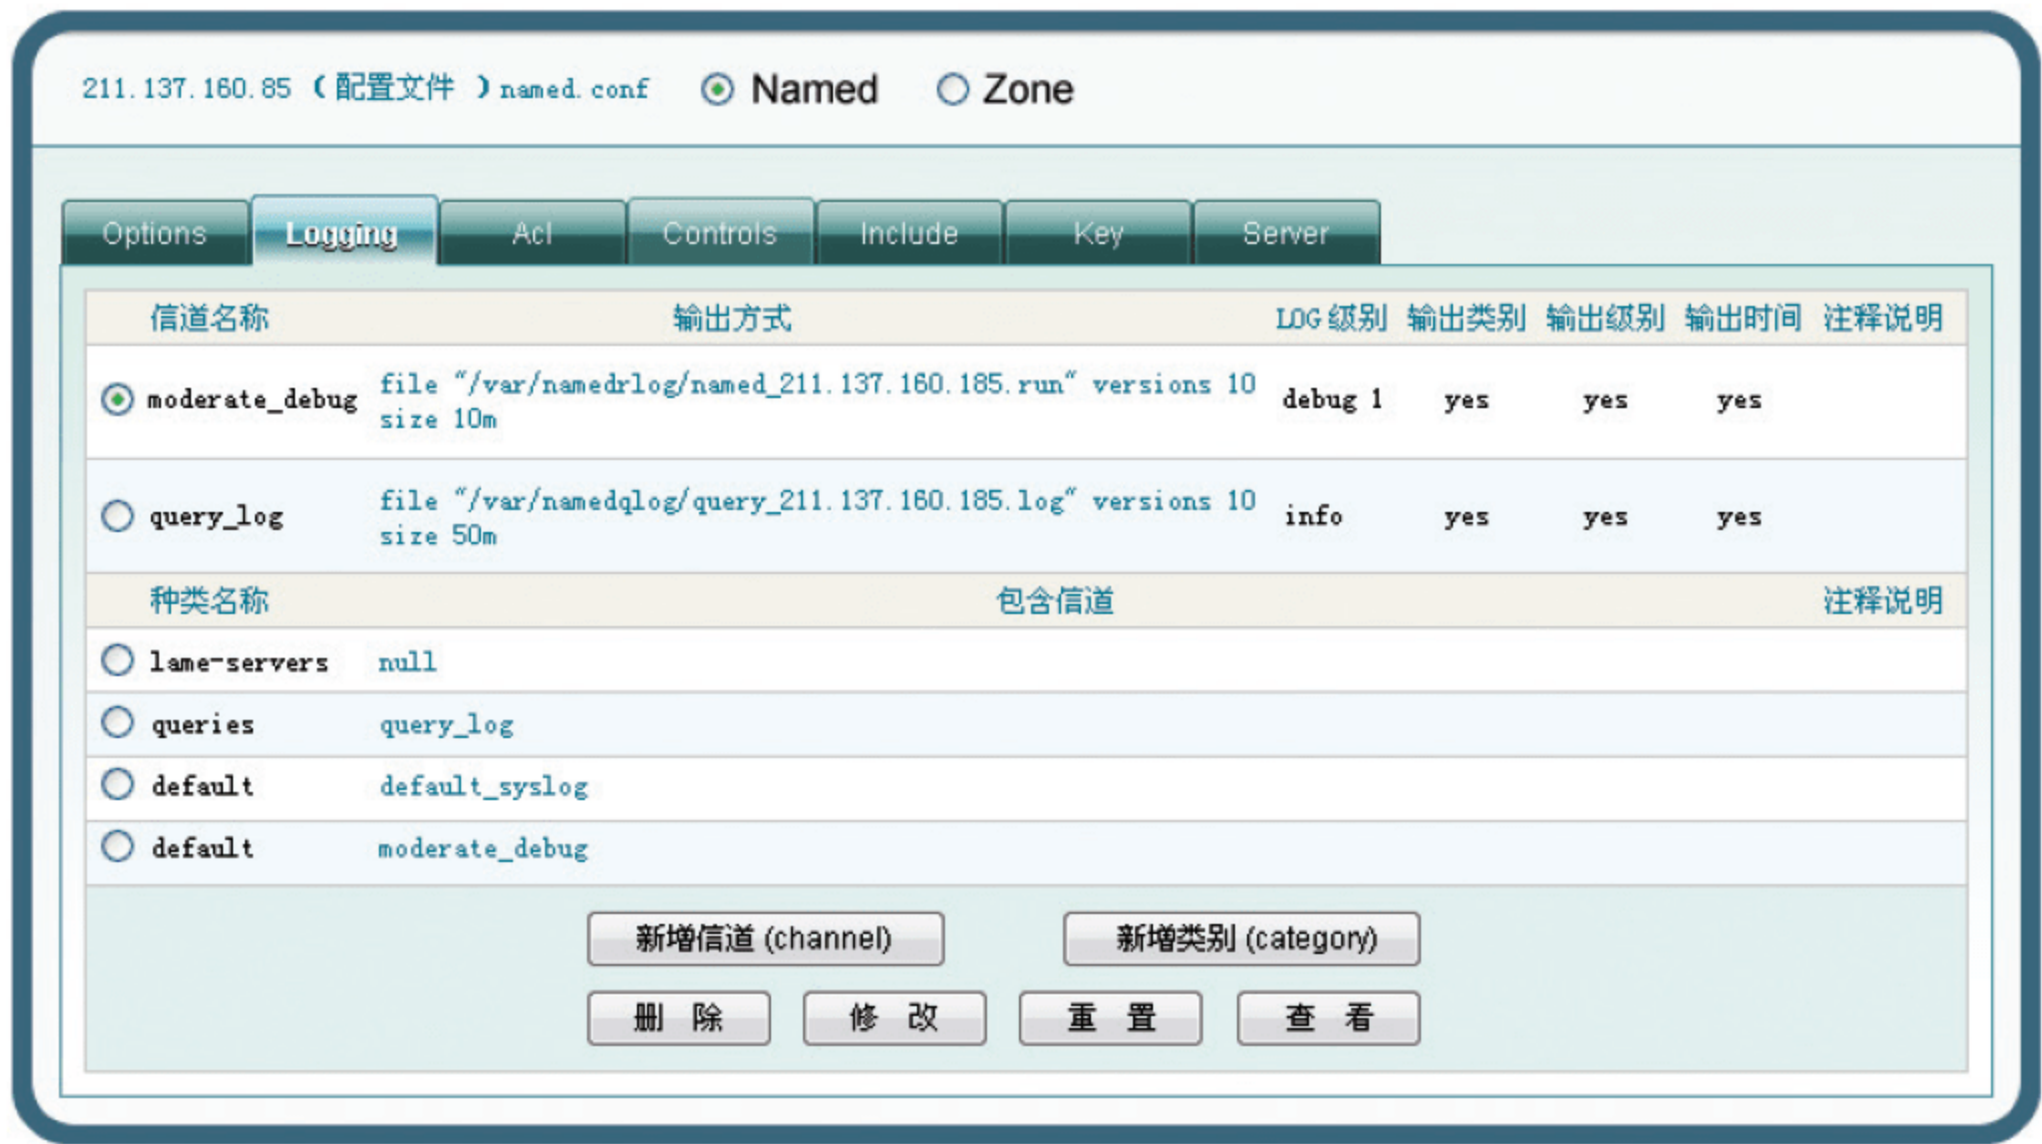 211.137.160.85 (配置文件 ) named.conf Named Zone
Options Logging Acl Controls Include Key Server
信道名称 输出方式 LOG 级别 输出类别 输出级别 输出时间 注释说明
moderate_debug file "/var/namedrlog/named_211.137.160.185.run" versions 10 debug 1 yes yes yes
size 10m
query_log file "/var/namedqlog/query_211.137.160.185.log" versions 10 info yes yes yes
size 50m
种类名称 包含信道 注释说明
lame-servers null
queries query_log
default default_syslog
default moderate_debug
新增信道 (channel) 新增类别 (category)
删 除 修 改 重 置 查 看